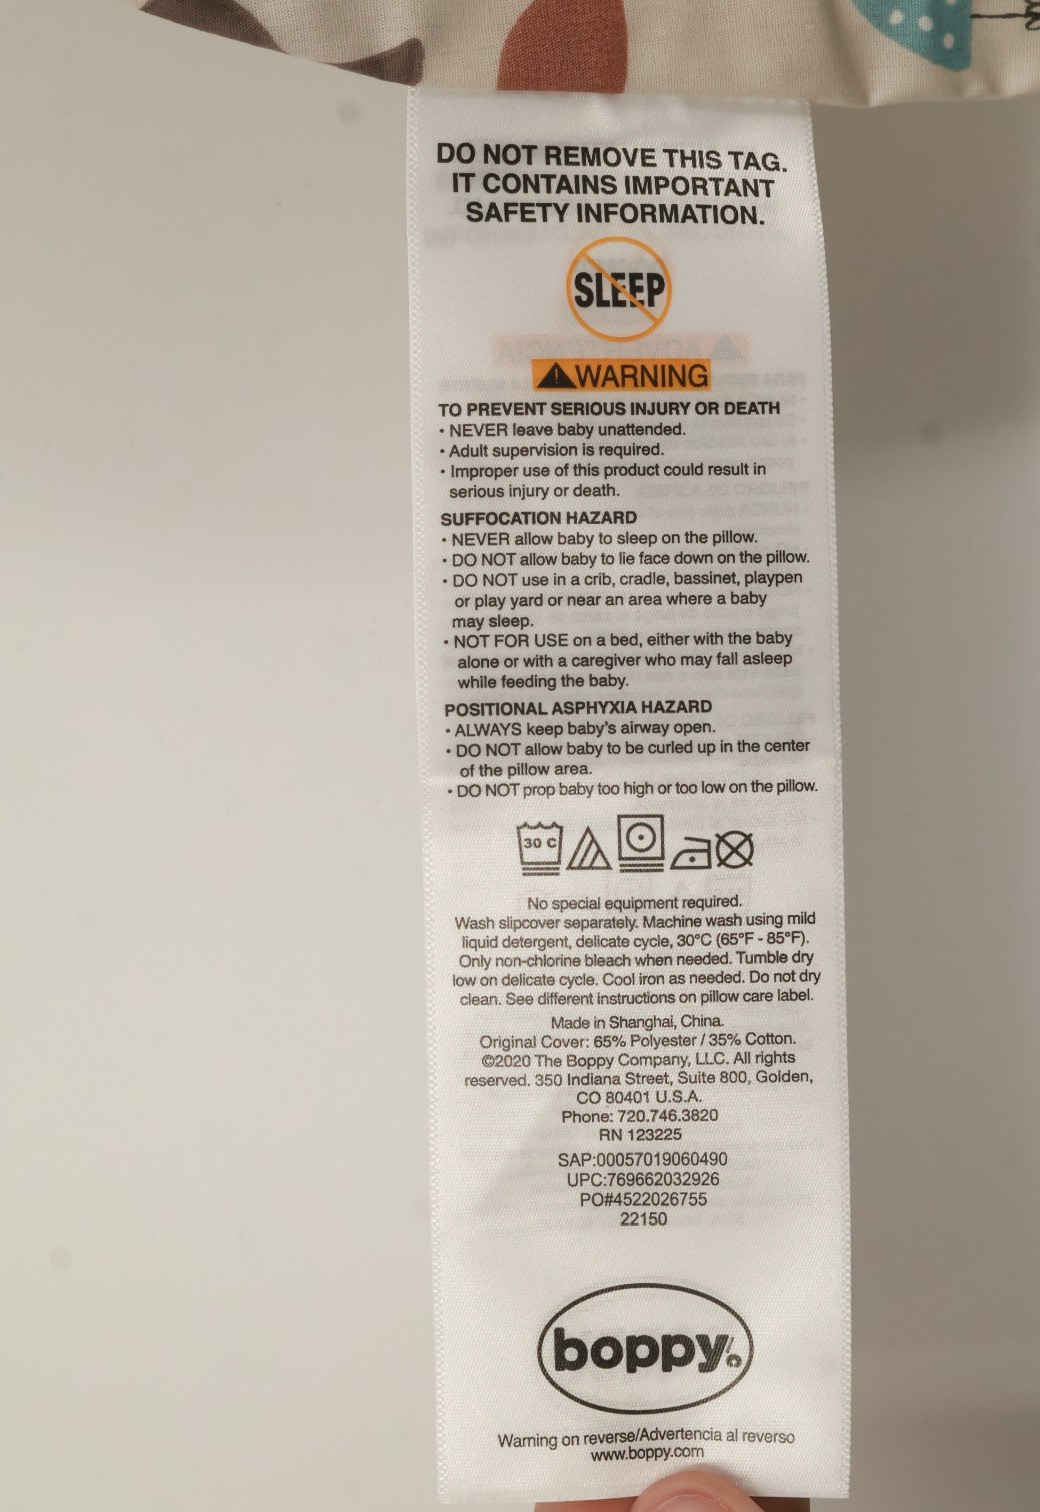 DO NOT REMOVE THIS TAG.
IT CONTAINS IMPORTANT
SAFETY INFORMATION.
SLEEP
WARNING
TO PREVENT SERIOUS INJURY OR DEATH
• NEVER leave baby unattended.
• Adult supervision is required.
• Improper use of this product could result in
serious injury or death.
SUFFOCATION HAZARD
• NEVER allow baby to sleep on the pillow.
• DO NOT allow baby to lie face down on the pillow.
• DO NOT use in a crib, cradle, bassinet, playpen
or play yard or near an area where a baby
may sleep.
• NOT FOR USE on a bed, either with the baby
alone or with a caregiver who may fall asleep
while feeding the baby.
POSITIONAL ASPHYXIA HAZARD
• ALWAYS keep baby's airway open.
• DO NOT allow baby to be curled up in the center
of the pillow area.
• DO NOT prop baby too high or too low on the pillow.
30 C
No special equipment required.
Wash slipcover separately. Machine wash using mild
liquid detergent, delicate cycle, 30°C (65°F - 85°F).
Only non-chlorine bleach when needed. Tumble dry
low on delicate cycle. Cool iron as needed. Do not dry
clean. See different instructions on pillow care label.
Made in Shanghai, China.
Original Cover: 65% Polyester / 35% Cotton.
©2020 The Boppy Company, LLC. All rights
reserved. 350 Indiana Street, Suite 800, Golden,
CO 80401 U.S.A.
Phone: 720.746.3820
RN 123225
SAP:00057019060490
UPC:769662032926
PO#4522026755
22150
boppy
Warning on reverse/Advertencia al reverso
www.boppy.com